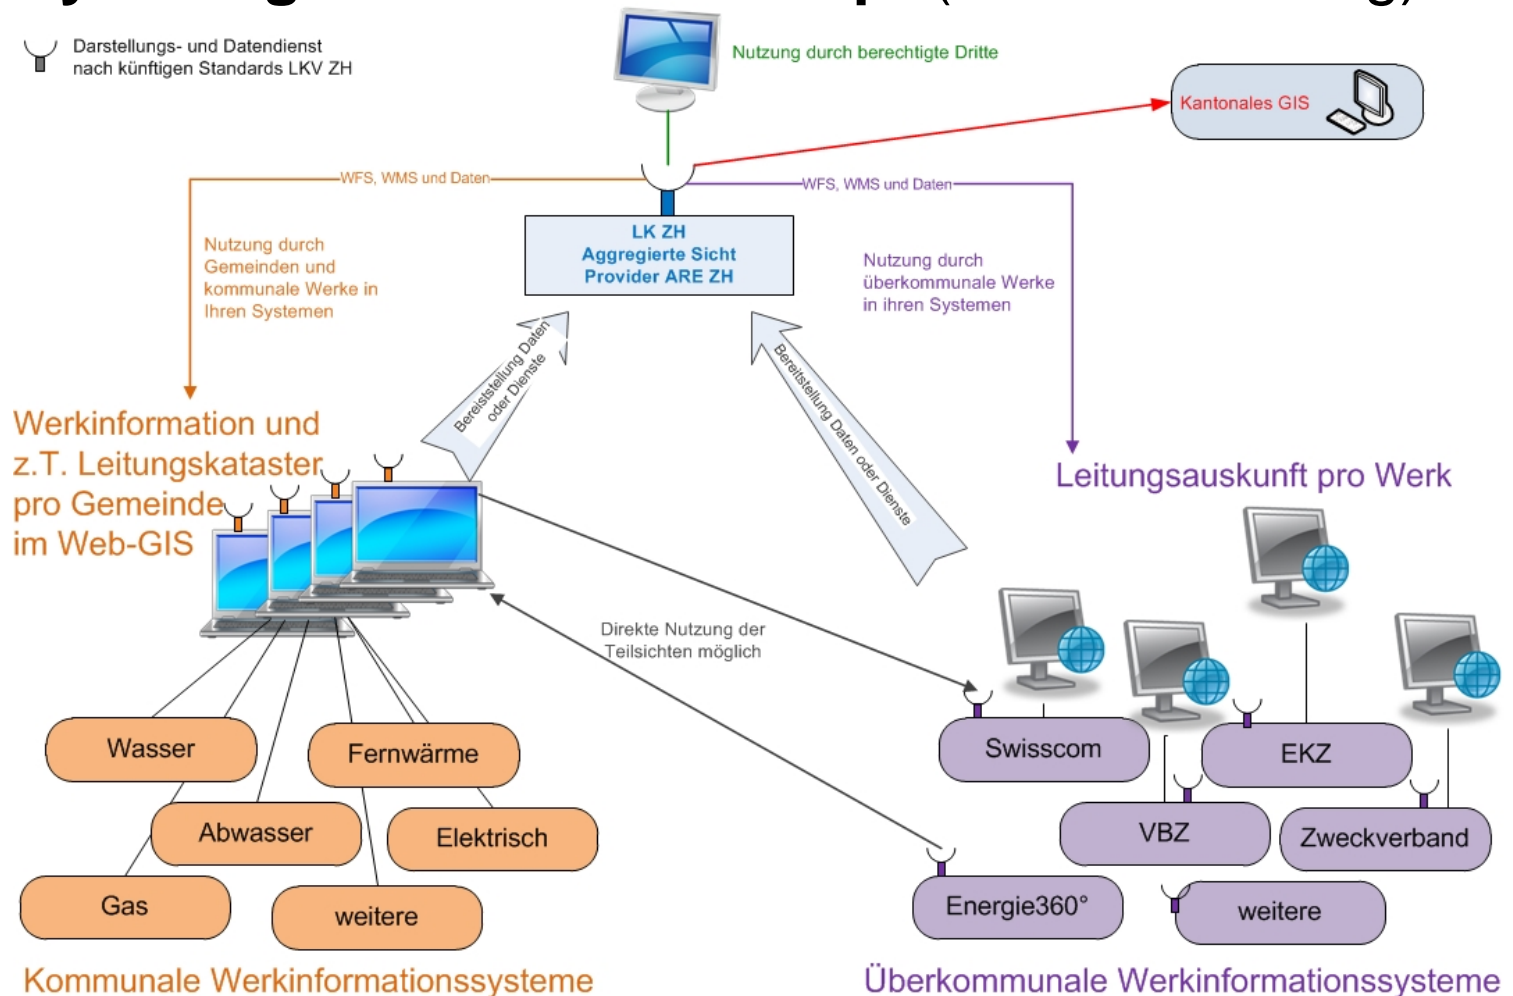 Darstellungs- und Datendienst
nach künftigen Standards LKV ZH
Nutzung durch berechtigte Dritte
Kantonales GIS
WFS, WMS und Daten
WFS, WMS und Daten
LK ZH
Aggregierte Sicht
Provider ARE ZH
Nutzung durch
Gemeinden und
kommunale Werke in
Ihren Systemen
Nutzung durch
überkommunale Werke
in ihren Systemen
Bereiststellung Daten
oder Dienste
Bereitstellung Daten oder Dienste
Werkinformation und
z.T. Leitungskataster
pro Gemeinde
im Web-GIS
Leitungsauskunft pro Werk
Direkte Nutzung der
Teilsichten möglich
Wasser
Fernwärme
Abwasser
Elektrisch
Gas
weitere
Swisscom
EKZ
VBZ
Zweckverband
Energie360°
weitere
Kommunale Werkinformationssysteme
Überkommunale Werkinformationssysteme